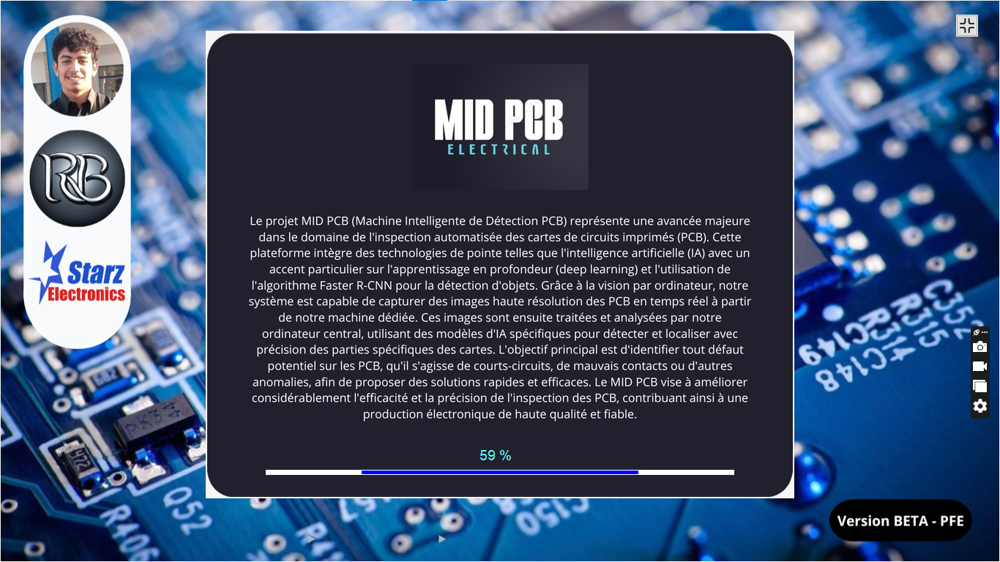 RB
Starz
Electronics
MID PCB
ELECTRICAL
Le projet MID PCB (Machine Intelligente de Détection PCB) représente une avancée majeure
dans le domaine de l'inspection automatisée des cartes de circuits imprimés (PCB). Cette
plateforme intègre des technologies de pointe telles que l'intelligence artificielle (IA) avec un
accent particulier sur l'apprentissage en profondeur (deep learning) et l'utilisation de
l'algorithme Faster R-CNN pour la détection d'objets. Grâce à la vision par ordinateur, notre
système est capable de capturer des images haute résolution des PCB en temps réel à partir
de notre machine dédiée. Ces images sont ensuite traitées et analysées par notre
ordinateur central, utilisant des modèles d'IA spécifiques pour détecter et localiser avec
précision des parties spécifiques des cartes. L'objectif principal est d'identifier tout défaut
potentiel sur les PCB, qu'il s'agisse de courts-circuits, de mauvais contacts ou d'autres
anomalies, afin de proposer des solutions rapides et efficaces. Le MID PCB vise à améliorer
considérablement l'efficacité et la précision de l'inspection des PCB, contribuant ainsi à une
production électronique de haute qualité et fiable.
59 %
Version BETA - PFE
C352
R315
R314
RC149
C148
Q52
R406
C150